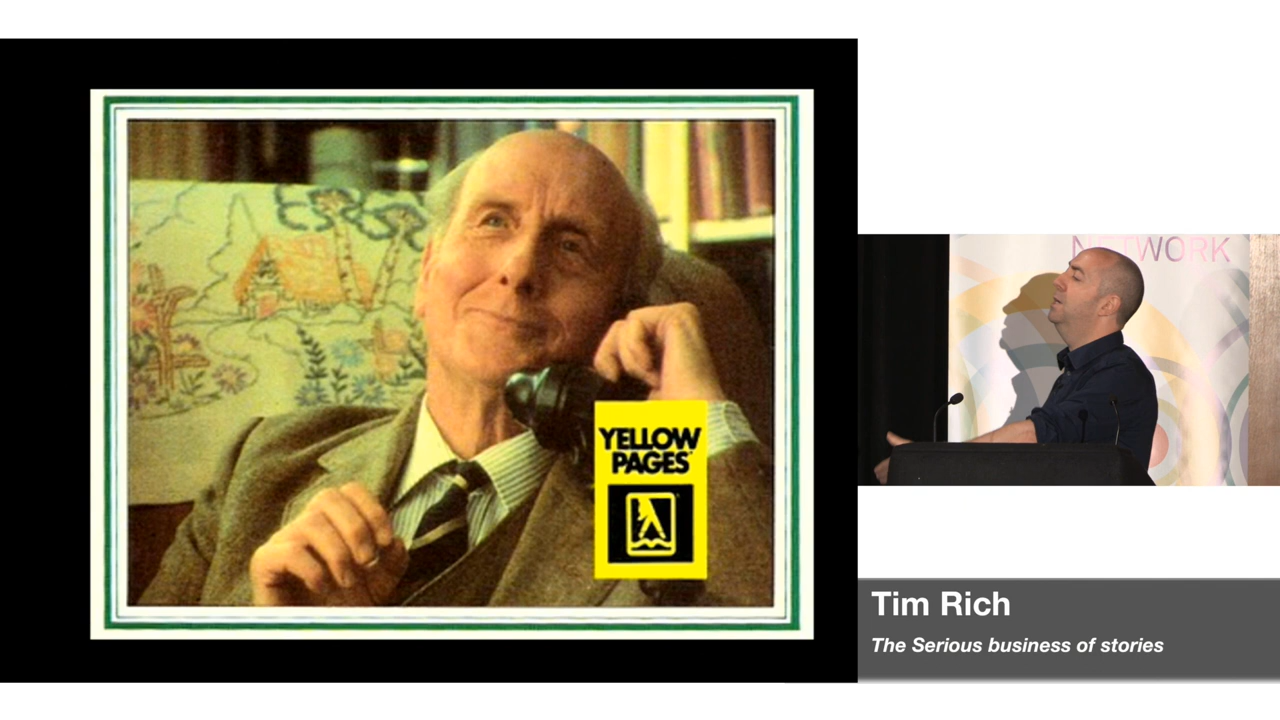 YELLOW
PAGES
NETWORK
Tim Rich
The Serious business of stories